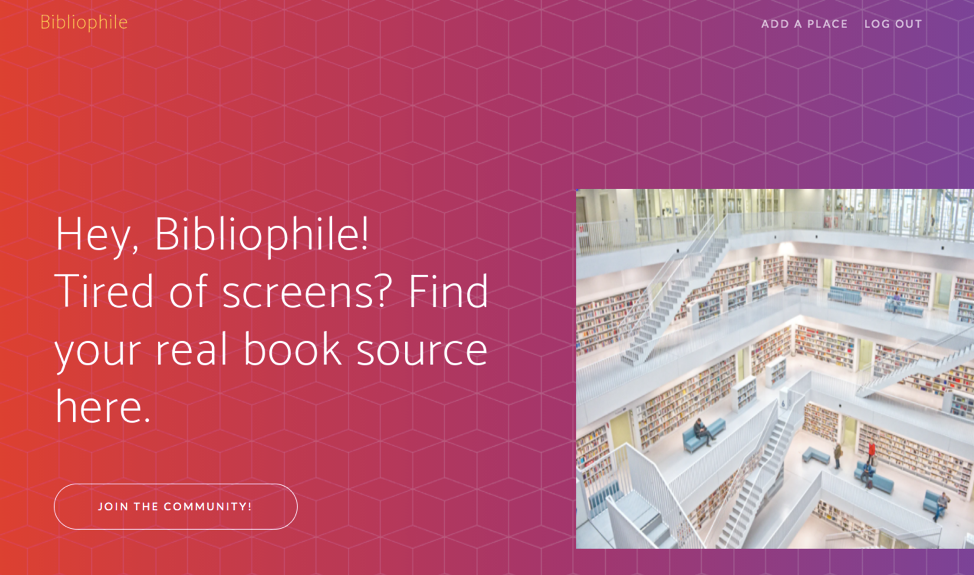 Bibliophile
ADD A PLACE
LOG OUT
Hey, Bibliophile!
Tired of screens? Find
your real book source
here.
JOIN THE COMMUNITY!